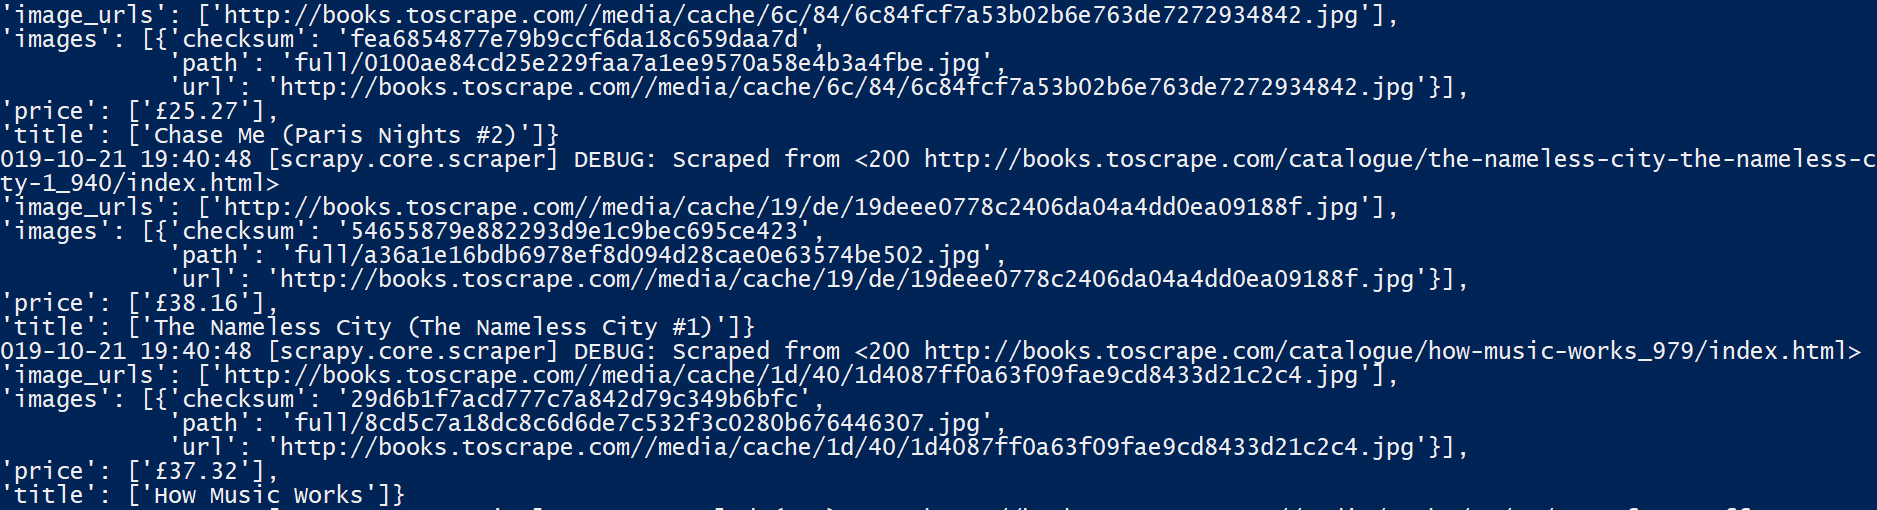 'image_urls': ['http://books.toscrape.com//media/cache/6c/84/6c84fcf7a53b02b6e763de7272934842.jpg'],
'images': [{'checksum': 'fea6854877e79b9ccf6da18c659daa7d',
'path': 'full/0100ae84cd25e229faa7a1ee9570a58e4b3a4fbe.jpg',
'url': 'http://books.toscrape.com//media/cache/6c/84/6c84fcf7a53b02b6e763de7272934842.jpg'}],
'price': ['£25.27'],
'title': ['Chase Me (Paris Nights #2)']}
019-10-21 19:40:48 [scrapy.core.scraper] DEBUG: Scraped from <200 http://books.toscrape.com/catalogue/the-nameless-city-the-nameless-c
ty-1_940/index.html>
'image_urls': ['http://books.toscrape.com//media/cache/19/de/19deee0778c2406da04a4dd0ea09188f.jpg'],
'images': [{'checksum': '54655879e882293d9e1c9bec695ce423',
'path': 'full/a36a1e16bdb6978ef8d094d28cae0e63574be502.jpg',
'url': 'http://books.toscrape.com//media/cache/19/de/19deee0778c2406da04a4dd0ea09188f.jpg'}],
'price': ['£38.16'],
'title': ['The Nameless City (The Nameless City #1)']}
019-10-21 19:40:48 [scrapy.core.scraper] DEBUG: Scraped from <200 http://books.toscrape.com/catalogue/how-music-works_979/index.html>
'image_urls': ['http://books.toscrape.com//media/cache/1d/40/1d4087ff0a63f09fae9cd8433d21c2c4.jpg'],
'images': [{'checksum': '29d6b1f7acd777c7a842d79c349b6bfc',
'path': 'full/8cd5c7a18dc8c6d6de7c532f3c0280b676446307.jpg',
'url': 'http://books.toscrape.com//media/cache/1d/40/1d4087ff0a63f09fae9cd8433d21c2c4.jpg'}],
'price': ['£37.32'],
'title': ['How Music Works']}